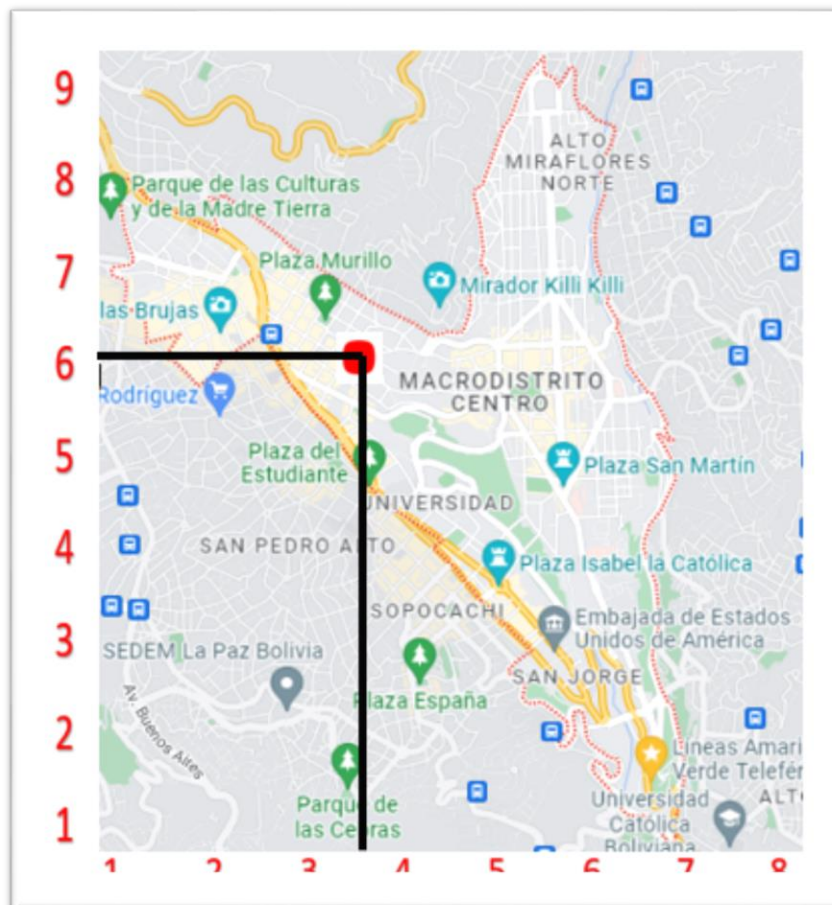 9
ALTO
MIRAFLORES
NORTE
8
Parque de las Culturas
y de la Madre Tierra
7
Plaza Murillo
Mirador Killi Killi
las Brujas
6
MACRODISTRITO
CENTRO
Rodriguez
5
Plaza del
Estudiante
Plaza San Martín
UNIVERSIDAD
4
SAN PEDRO ALTO
Plaza Isabel la Católica
SOPOCACHI
3
Embajada de Estados
Unidos de América
SEDEM La Paz Bolivia
SAN JORGE
Plaza España
Av. Buenos Aires
2
Líneas Amari
Verde Telefér
Parque de
las Cebras
Universidad
Católica
Boliviana
ALT
1
1 2 3 4 5 6 7 8